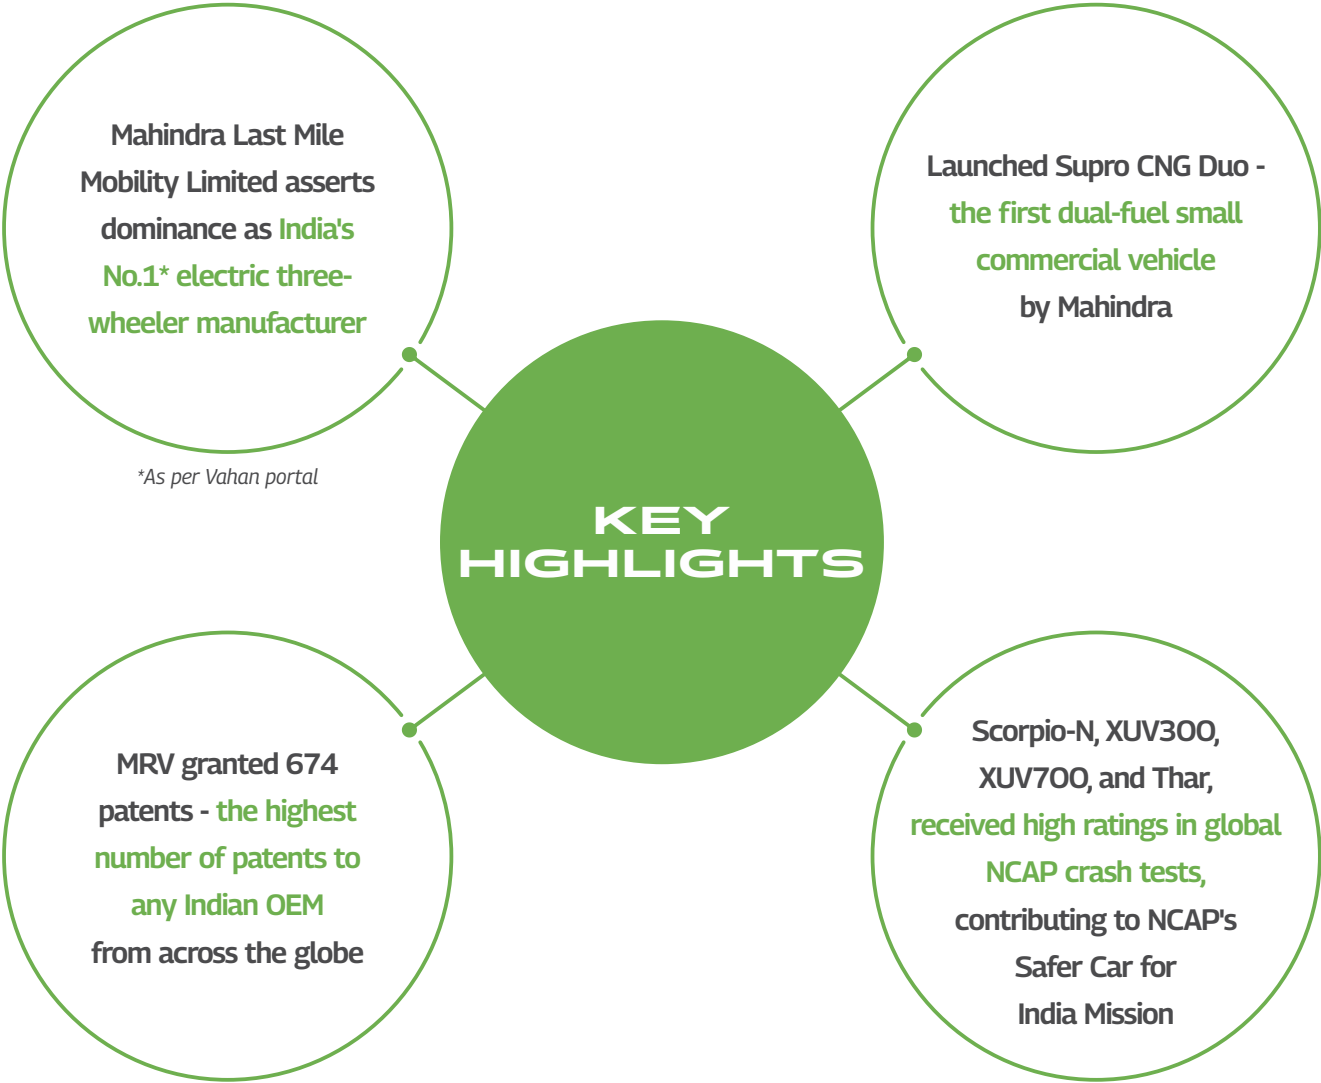 Mahindra Last Mile
Mobility Limited asserts
dominance as India's
No.1* electric three-
wheeler manufacturer
*As per Vahan portal
Launched Supro CNG Duo -
the first dual-fuel small
commercial vehicle
by Mahindra
KEY
HIGHLIGHTS
MRV granted 674
patents - the highest
number of patents to
any Indian OEM
from across the globe
Scorpio-N, XUV300,
XUV700, and Thar,
received high ratings in global
NCAP crash tests,
contributing to NCAP's
Safer Car for
India Mission